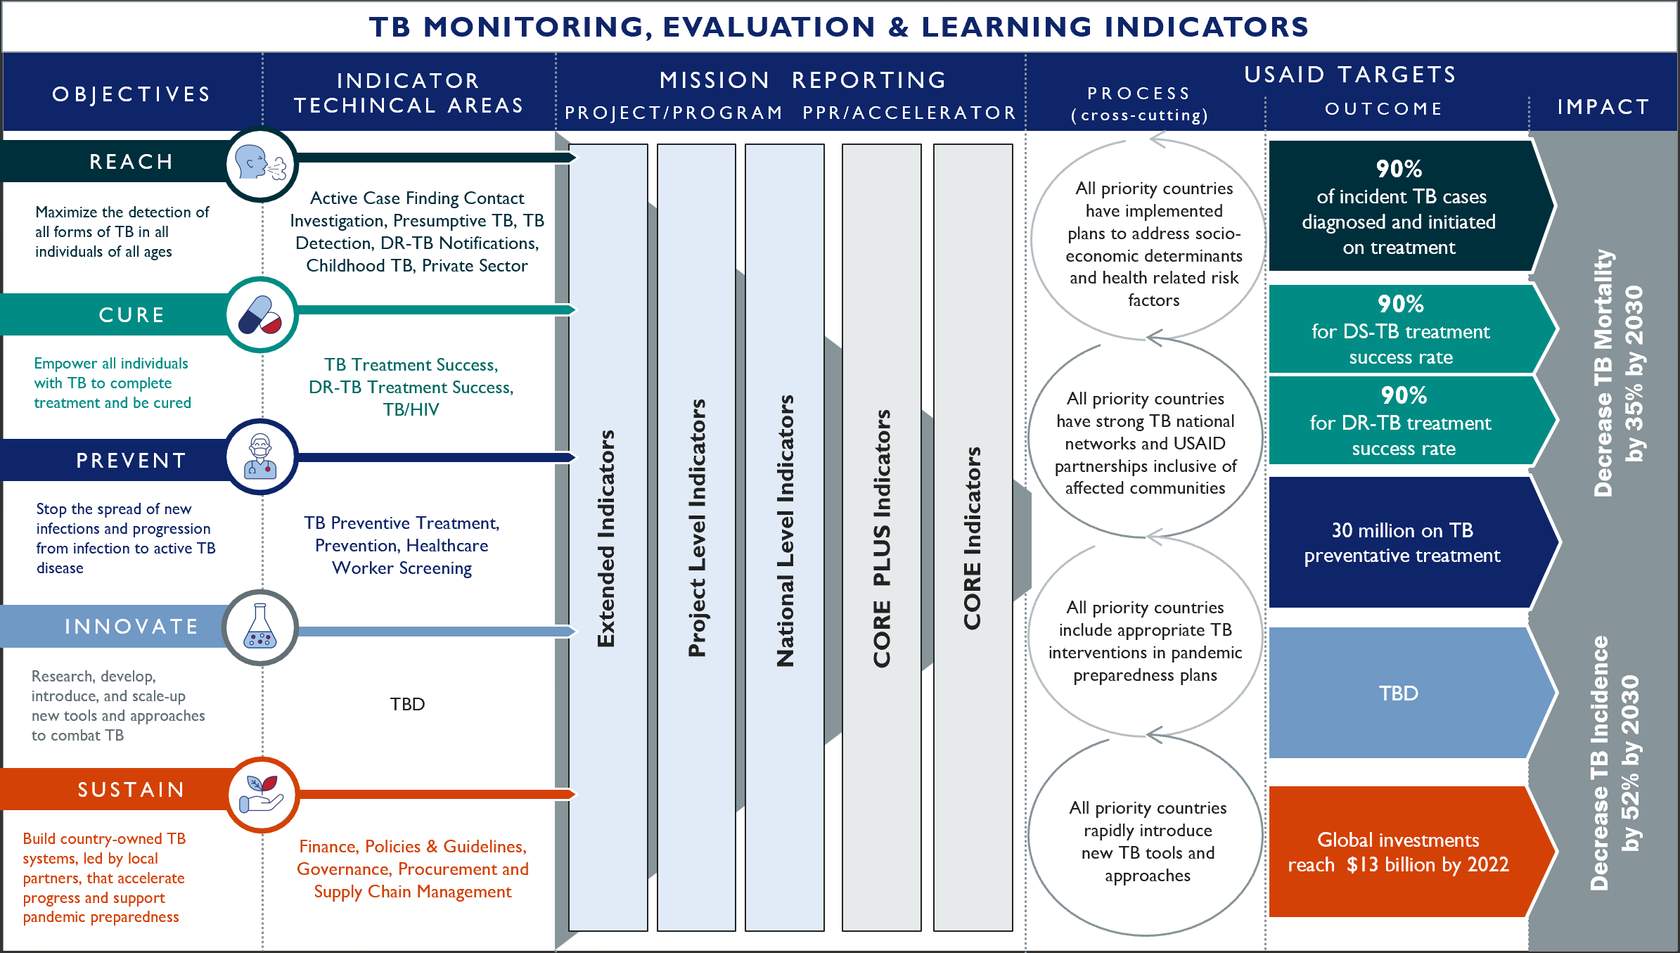 TB MONITORING, EVALUATION & LEARNING INDICATORS
OBJECTIVES
INDICATOR
TECHINCAL AREAS
MISSION REPORTING
PROJECT/PROGRAM PPR/ACCELERATOR
USAID TARGETS
PROCESS
(cross-cutting)
OUTCOME
IMPACT
REACH
Maximize the detection of
all forms of TB in all
individuals of all ages
Active Case Finding Contact
Investigation, Presumptive TB, TB
Detection, DR-TB Notifications,
Childhood TB, Private Sector
CURE
Empower all individuals
with TB to complete
treatment and be cured
TB Treatment Success,
DR-TB Treatment Success,
TB/HIV
PREVENT
Stop the spread of new
infections and progression
from infection to active TB
disease
TB Preventive Treatment,
Prevention, Healthcare
Worker Screening
INNOVATE
Research, develop,
introduce, and scale-up
new tools and approaches
to combat TB
TBD
SUSTAIN
Build country-owned TB
systems, led by local
partners, that accelerate
progress and support
pandemic preparedness
Finance, Policies & Guidelines,
Governance, Procurement and
Supply Chain Management
Extended Indicators
Project Level Indicators
National Level Indicators
CORE PLUS Indicators
CORE Indicators
All priority countries
have implemented
plans to address socio-
economic determinants
and health related risk
factors
All priority countries
have strong TB national
networks and USAID
partnerships inclusive of
affected communities
All priority countries
include appropriate TB
interventions in pandemic
preparedness plans
All priority countries
rapidly introduce
new TB tools and
approaches
90%
of incident TB cases
diagnosed and initiated
on treatment
90%
for DS-TB treatment
success rate
90%
for DR-TB treatment
success rate
30 million on TB
preventative treatment
TBD
Global investments
reach $13 billion by 2022
Decrease TB Mortality
by 35% by 2030
Decrease TB Incidence
by 52% by 2030